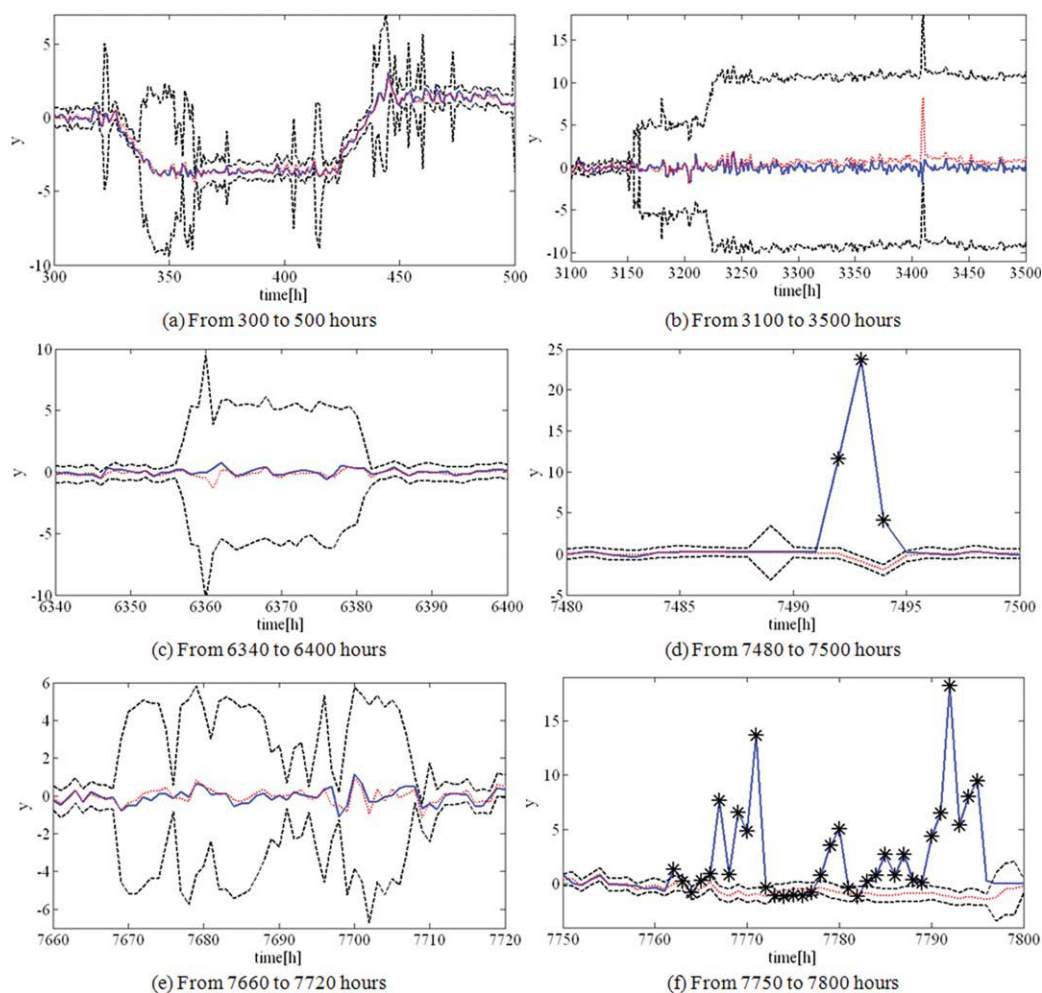 5
0
-5
-10
y
300 350 400 450 500
time[h]
(a) From 300 to 500 hours
15
10
5
0
-5
-10
y
3100 3150 3200 3250 3300 3350 3400 3450 3500
time[h]
(b) From 3100 to 3500 hours
10
5
0
-5
-10
y
6340 6350 6360 6370 6380 6390 6400
time[h]
(c) From 6340 to 6400 hours
25
20
15
10
5
0
-5
y
7480 7485 7490 7495 7500
time[h]
(d) From 7480 to 7500 hours
6
4
2
0
-2
-4
-6
y
7660 7670 7680 7690 7700 7710 7720
time[h]
(e) From 7660 to 7720 hours
15
10
5
0
y
7750 7760 7770 7780 7790 7800
time[h]
(f) From 7750 to 7800 hours